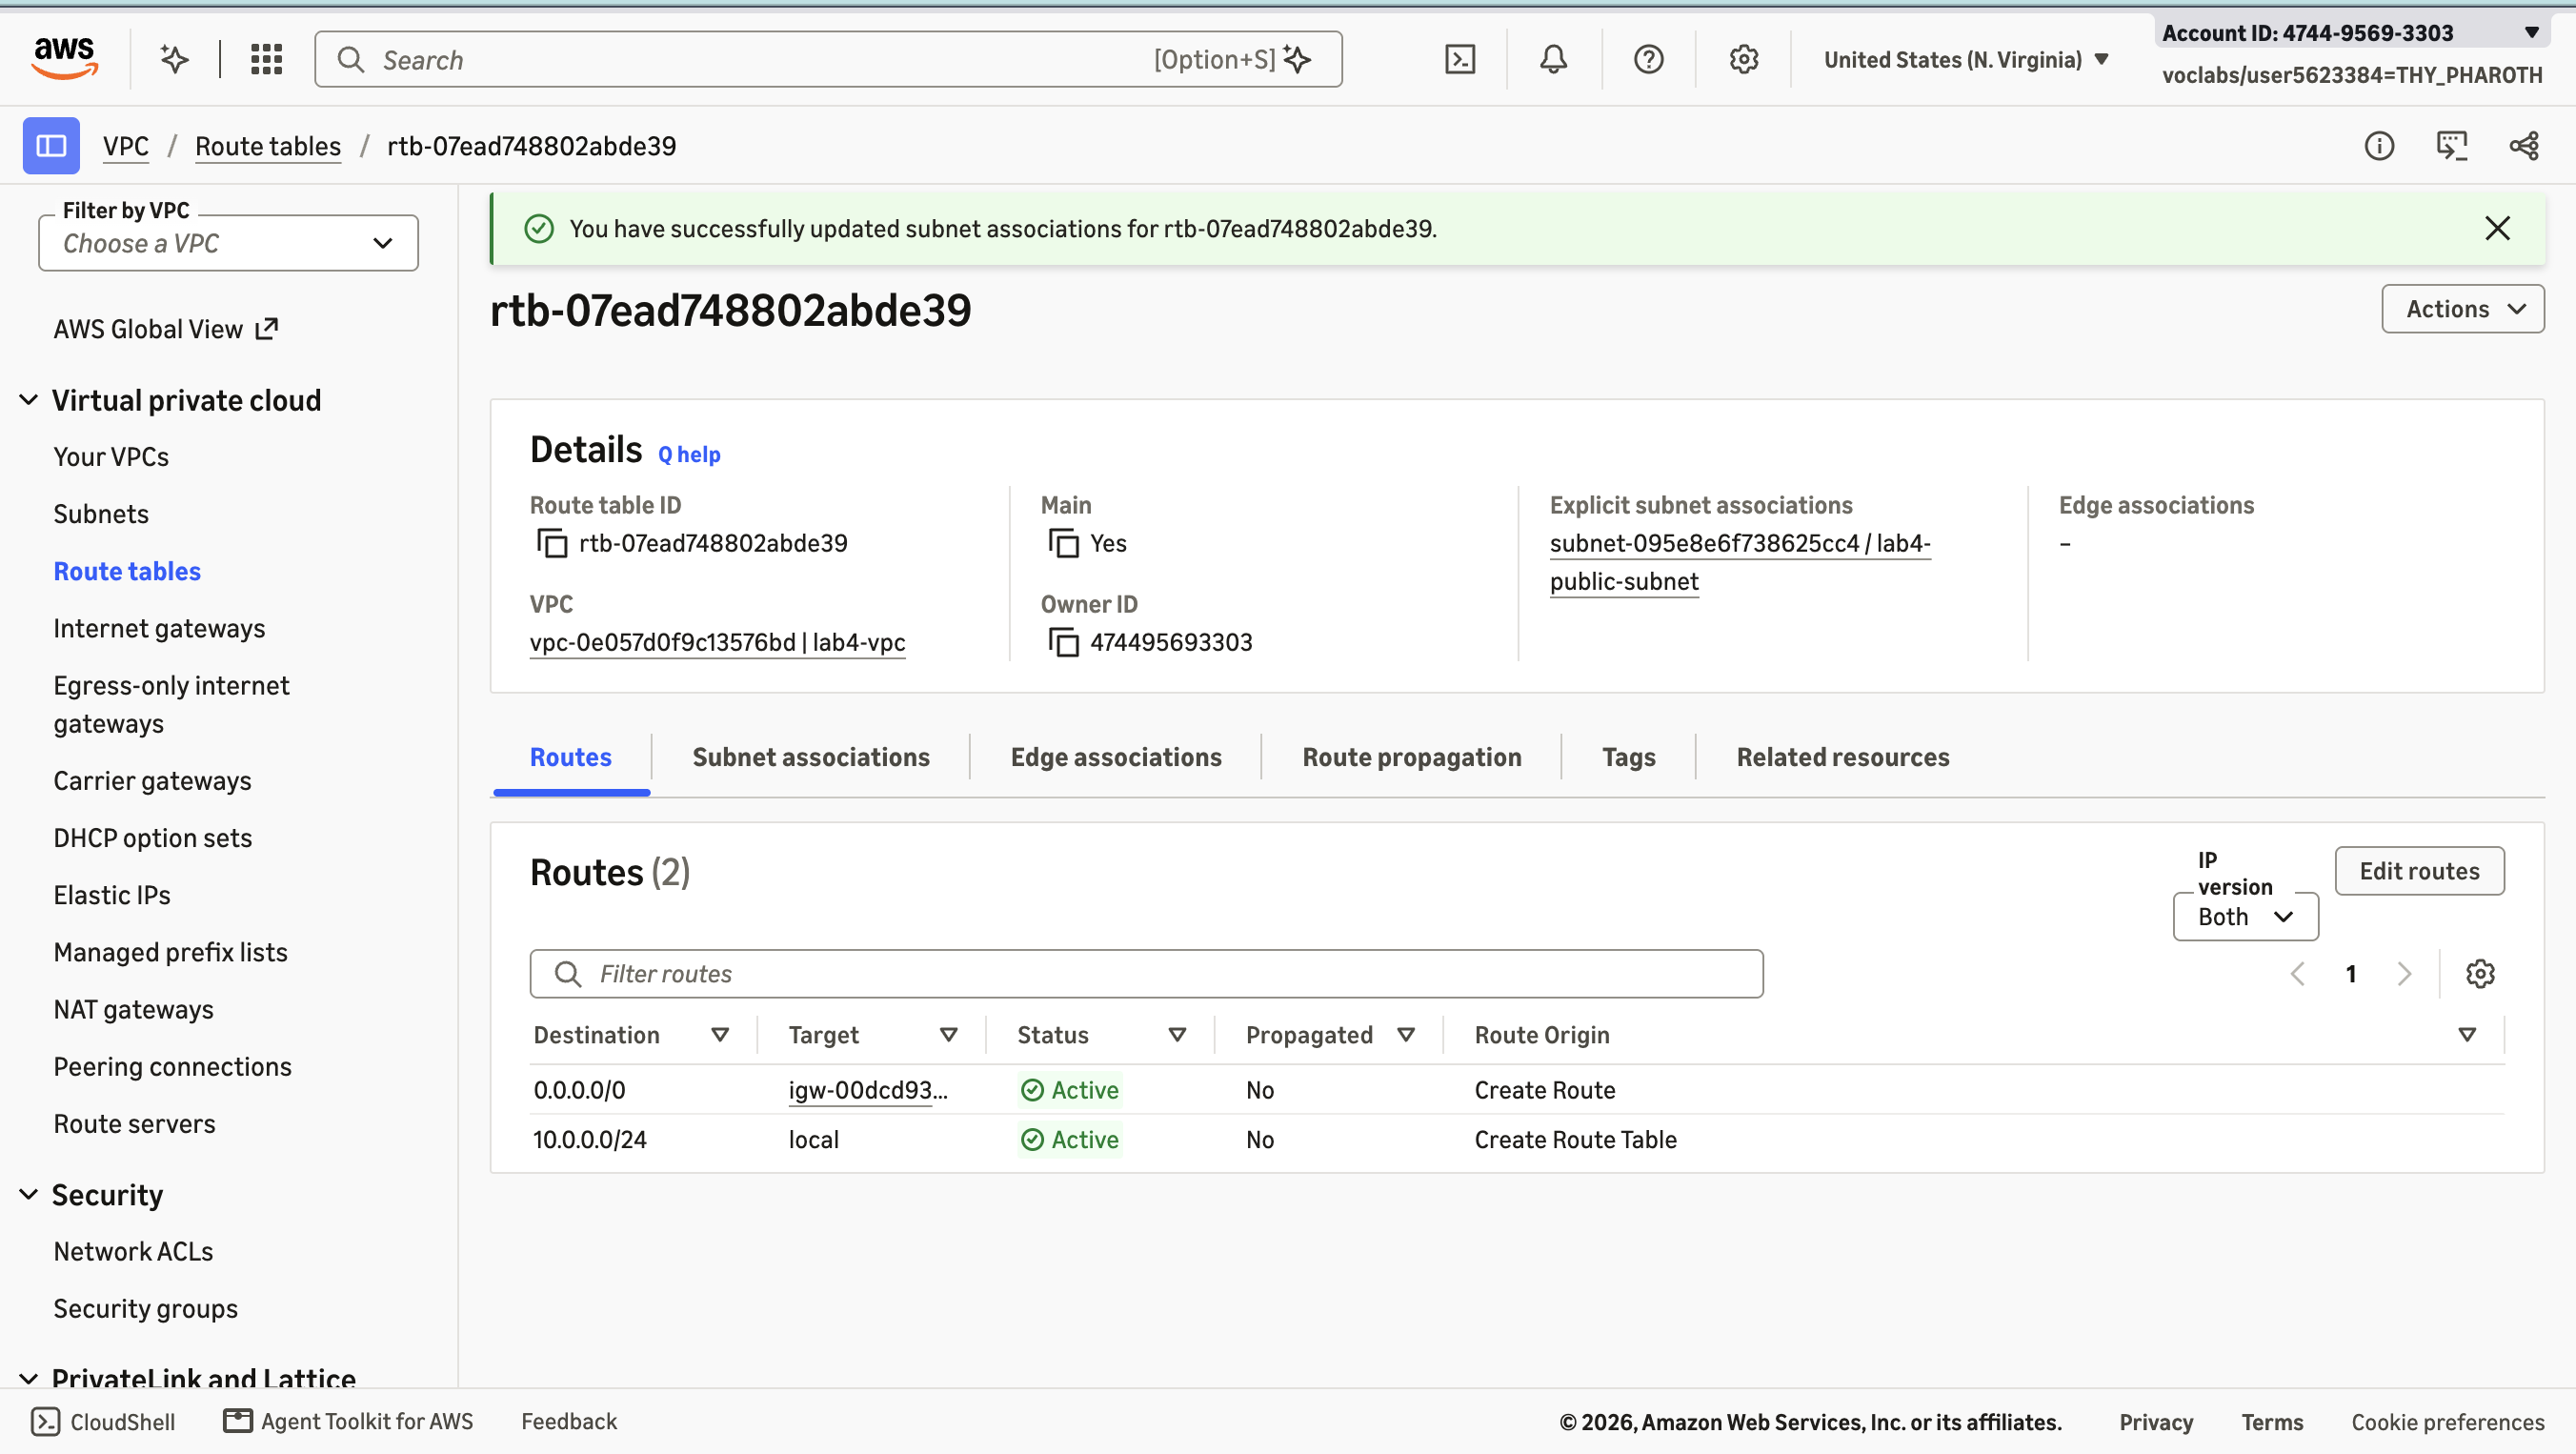 aws
Search
[Option+S]
United States (N. Virginia)
Account ID: 4744-9569-3303
voclabs/user5623384=THY_PHAROTH
VPC / Route tables / rtb-07ead748802abde39
Filter by VPC
Choose a VPC
AWS Global View
Virtual private cloud
Your VPCs
Subnets
Route tables
Internet gateways
Egress-only internet
gateways
Carrier gateways
DHCP option sets
Elastic IPs
Managed prefix lists
NAT gateways
Peering connections
Route servers
Security
Network ACLs
Security groups
PrivateLink and Lattice
You have successfully updated subnet associations for rtb-07ead748802abde39.
rtb-07ead748802abde39
Actions
Details Q help
Route table ID
rtb-07ead748802abde39
Main
Yes
Explicit subnet associations
subnet-095e8e6f738625cc4 / lab4-
public-subnet
Edge associations
–
VPC
vpc-0e057d0f9c13576bd | lab4-vpc
Owner ID
474495693303
Routes
Subnet associations
Edge associations
Route propagation
Tags
Related resources
Routes (2)
IP
version
Both
Edit routes
Filter routes
1
Destination Target Status Propagated Route Origin
0.0.0.0/0 igw-00dcd93... Active No Create Route
10.0.0.0/24 local Active No Create Route Table
CloudShell
Agent Toolkit for AWS
Feedback
© 2026, Amazon Web Services, Inc. or its affiliates.
Privacy
Terms
Cookie preferences